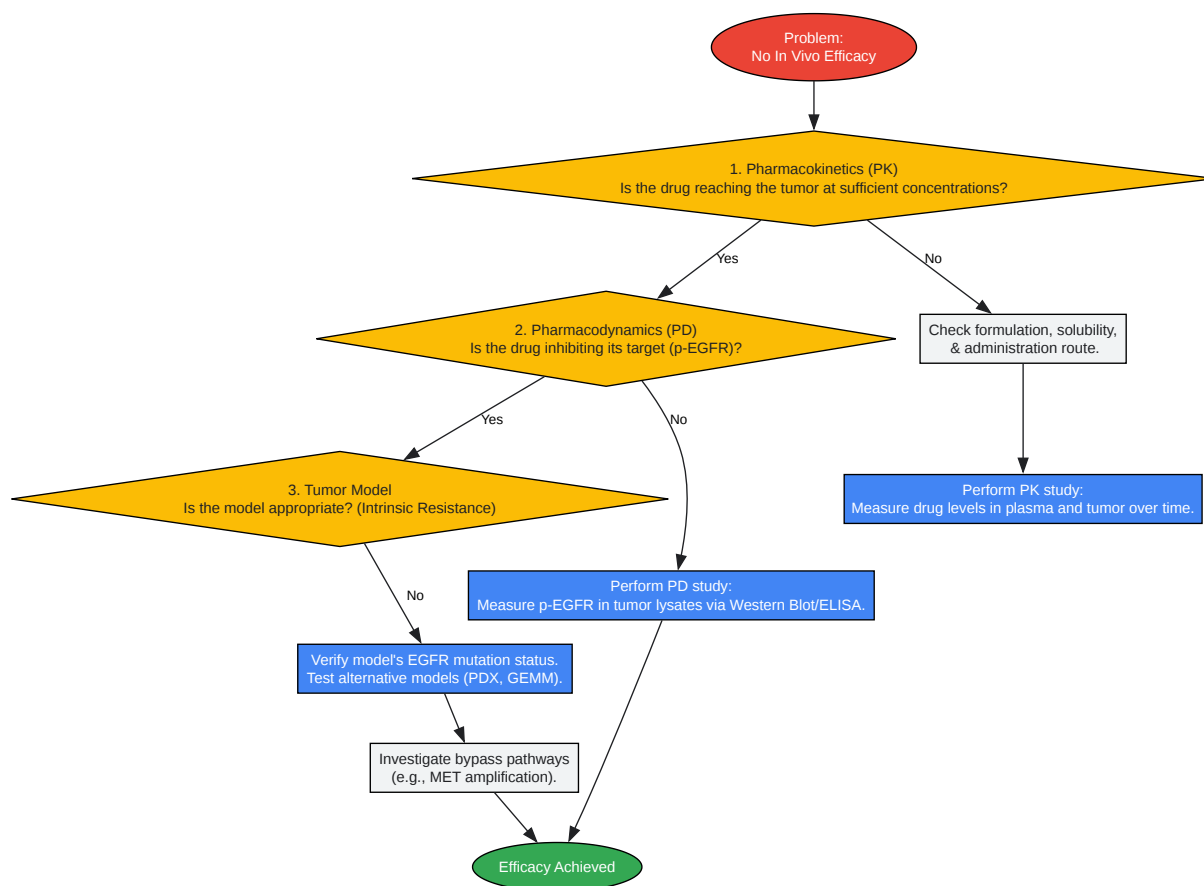 Problem:
No In Vivo Efficacy
1. Pharmacokinetics (PK)
Is the drug reaching the tumor at sufficient concentrations?
Yes
No
2. Pharmacodynamics (PD)
Is the drug inhibiting its target (p-EGFR)?
Check formulation, solubility,
& administration route.
Yes
No
3. Tumor Model
Is the model appropriate? (Intrinsic Resistance)
Perform PK study:
Measure drug levels in plasma and tumor over time.
No
Perform PD study:
Measure p-EGFR in tumor lysates via Western Blot/ELISA.
Verify model's EGFR mutation status.
Test alternative models (PDX, GEMM).
Investigate bypass pathways
(e.g., MET amplification).
Efficacy Achieved